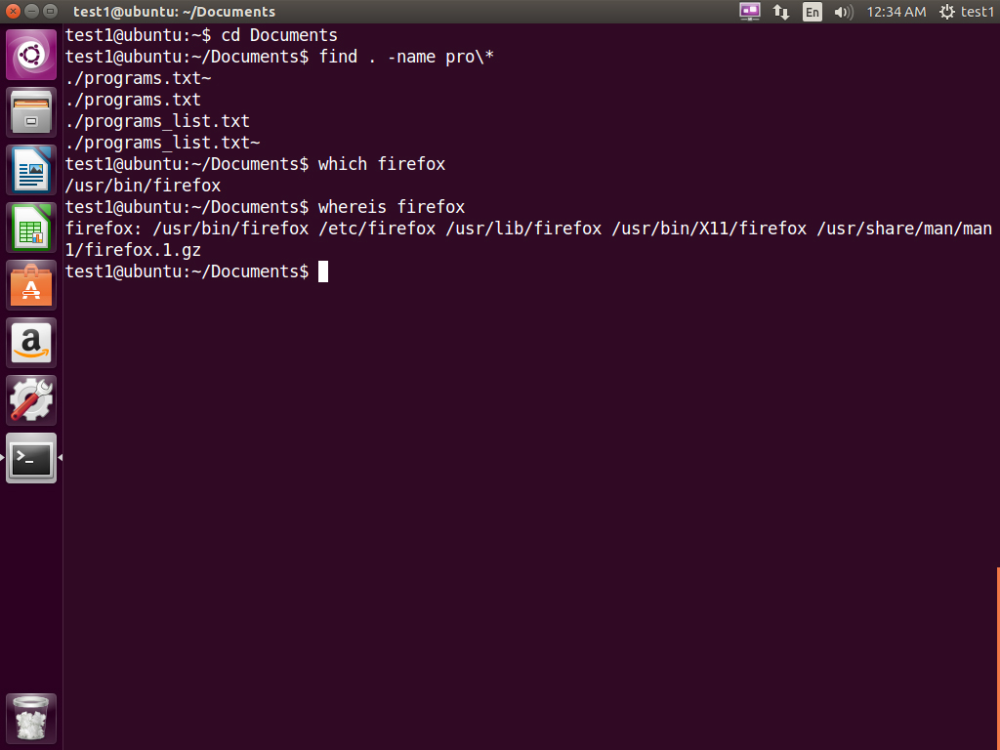 test1@ubuntu: ~/Documents
En
12:34 AM
test1
test1@ubuntu:~$ cd Documents
test1@ubuntu:~/Documents$ find . -name pro\*
./programs.txt~
./programs.txt
./programs_list.txt
./programs_list.txt~
test1@ubuntu:~/Documents$ which firefox
/usr/bin/firefox
test1@ubuntu:~/Documents$ whereis firefox
firefox: /usr/bin/firefox /etc/firefox /usr/lib/firefox /usr/bin/X11/firefox /usr/share/man/man
1/firefox.1.gz
test1@ubuntu:~/Documents$
A
a
>_